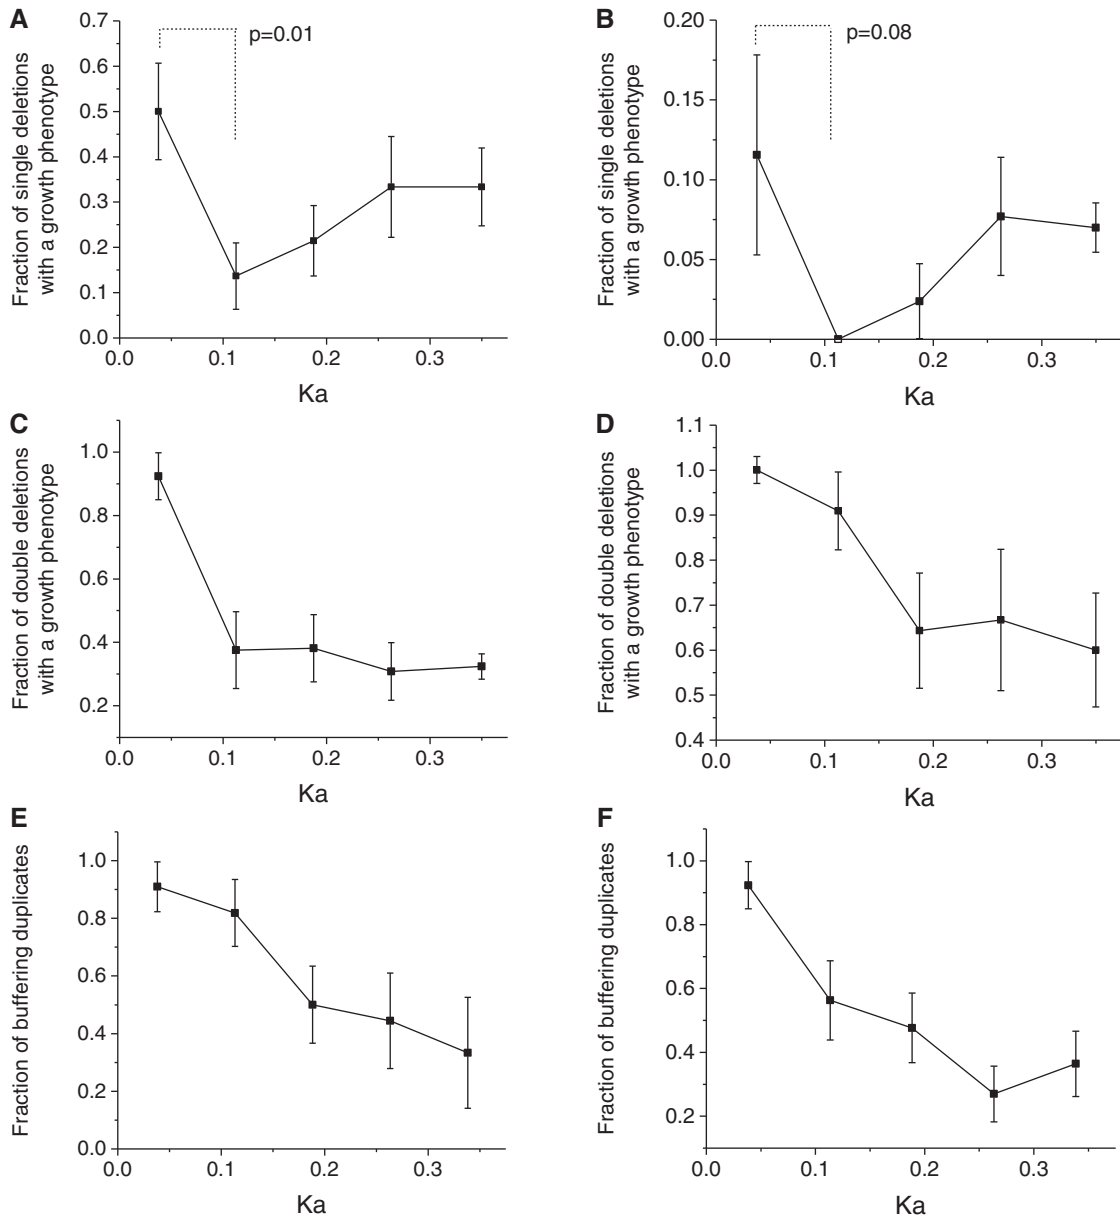 A
p=0.01
Fraction of single deletions
with a growth phenotype
0.7
0.6
0.5
0.4
0.3
0.2
0.1
0.0
0.0 0.1 0.2 0.3
Ka
B
p=0.08
Fraction of single deletions
with a growth phenotype
0.20
0.15
0.10
0.05
0.00
0.0 0.1 0.2 0.3
Ka
C
Fraction of double deletions
with a growth phenotype
1.0
0.8
0.6
0.4
0.2
0.0 0.1 0.2 0.3
Ka
D
Fraction of double deletions
with a growth phenotype
1.1
1.0
0.9
0.8
0.7
0.6
0.5
0.4
0.0 0.1 0.2 0.3
Ka
E
Fraction of buffering duplicates
1.0
0.8
0.6
0.4
0.2
0.0
0.0 0.1 0.2 0.3
Ka
F
Fraction of buffering duplicates
1.0
0.8
0.6
0.4
0.2
0.0 0.1 0.2 0.3
Ka